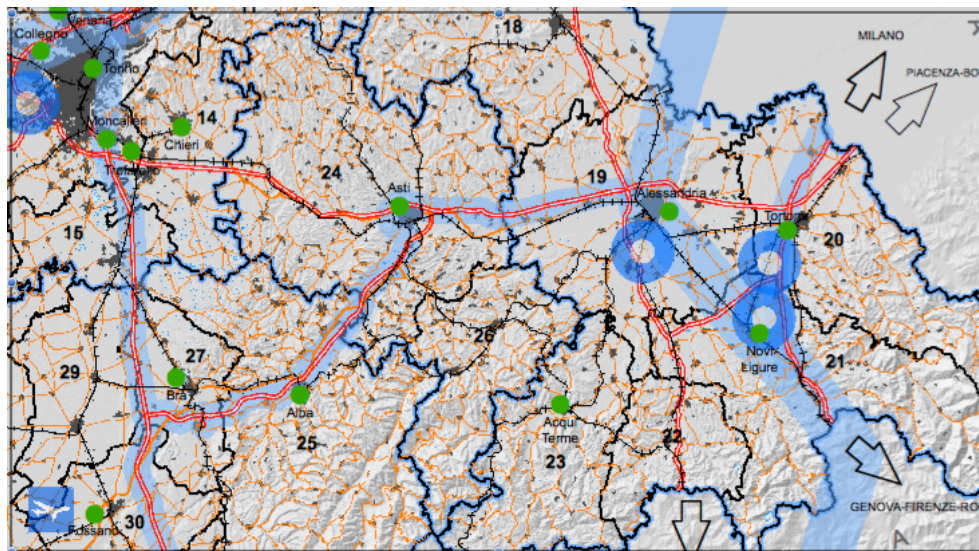 18
MILANO
Collegno
Torino
PIACENZA-BO
Moncalieri
14
Chieri
Trofarello
24
Asti
19
Alessandria
Tortona
15
20
26
27
29
Novi
Ligure
21
Bra
Alba
Acqui
Terme
25
22
23
30
Fossano
GENOVA-FIRENZE-RO
A